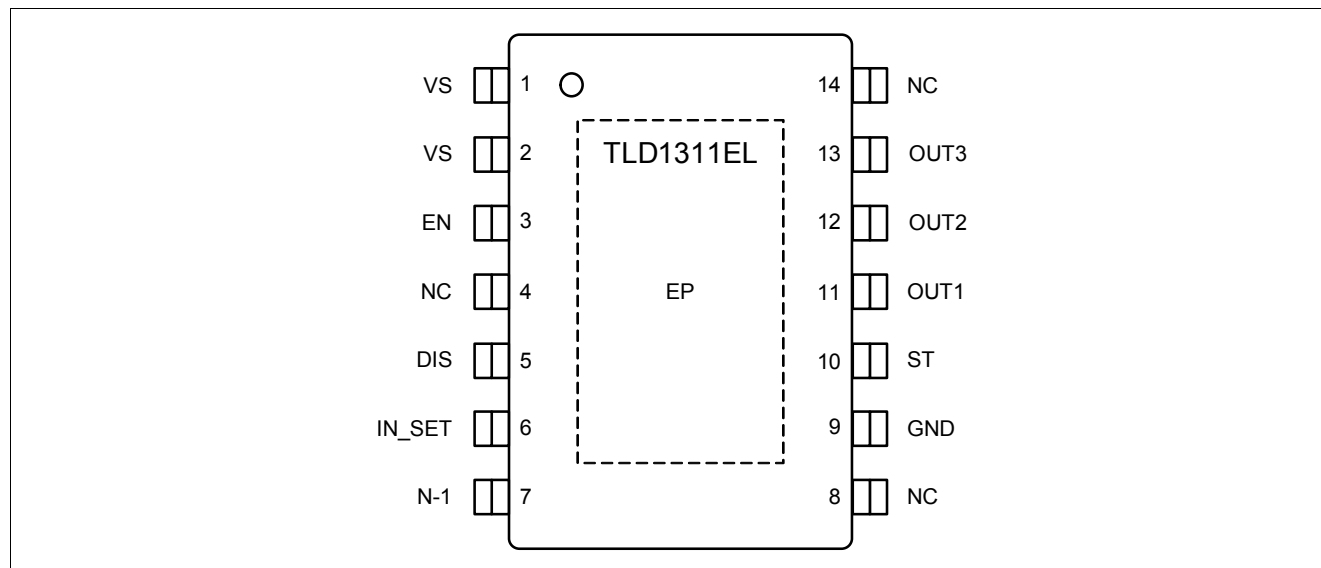 VS 1 14 NC
VS 2 TLD1311EL 13 OUT3
EN 3 12 OUT2
NC 4 EP 11 OUT1
DIS 5 10 ST
IN_SET 6 9 GND
N-1 7 8 NC